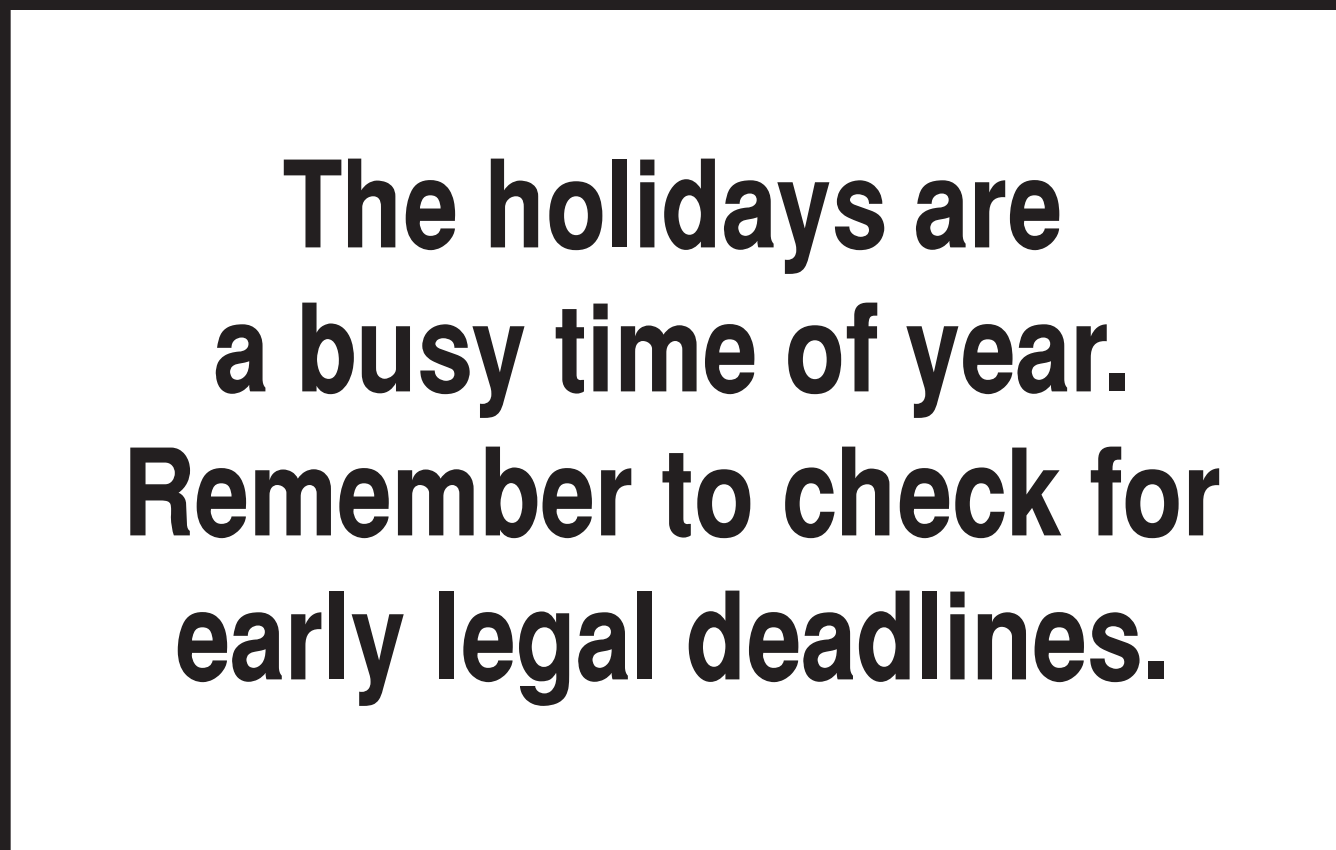 The holidays are
a busy time of year.
Remember to check for
early legal deadlines.